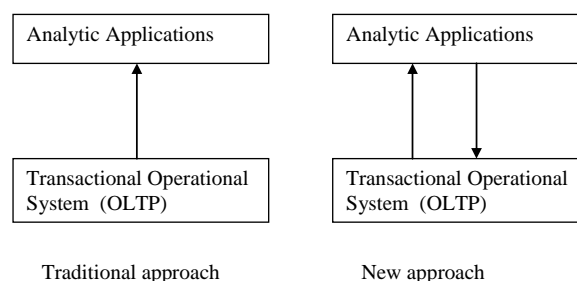 Analytic Applications
Transactional Operational
System (OLTP)
Traditional approach
Analytic Applications
Transactional Operational
System (OLTP)
New approach